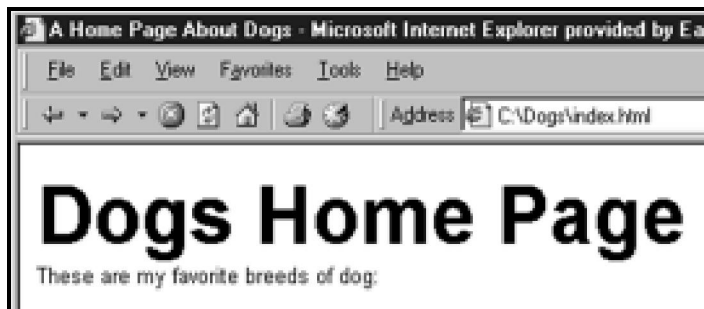 A Home Page About Dogs - Microsoft Internet Explorer provided by Ea
File Edit View Favorites Tools Help
Address C:\Dogs\index.html
Dogs Home Page
These are my favorite breeds of dog: